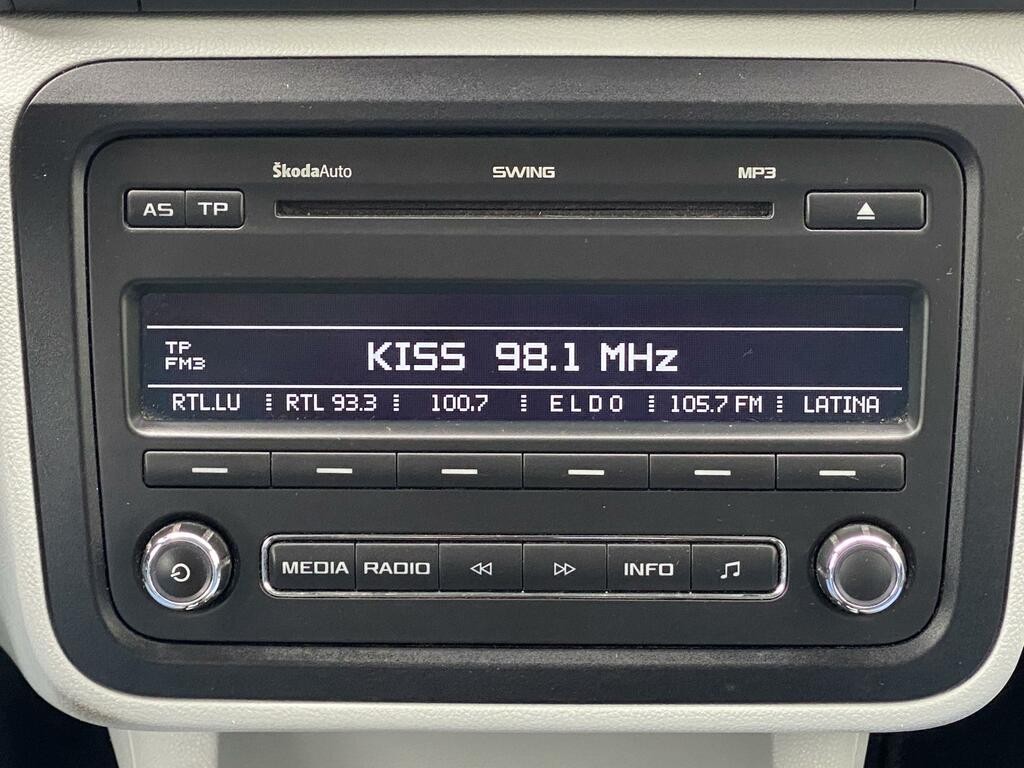 ŠkodaAuto SWING MP3
AS TP
TP
FM3
KISS 98.1 MHz
RTL.LU RTL 93.3 100.7 ELDO 105.7 FM LATINA
MEDIA RADIO INFO